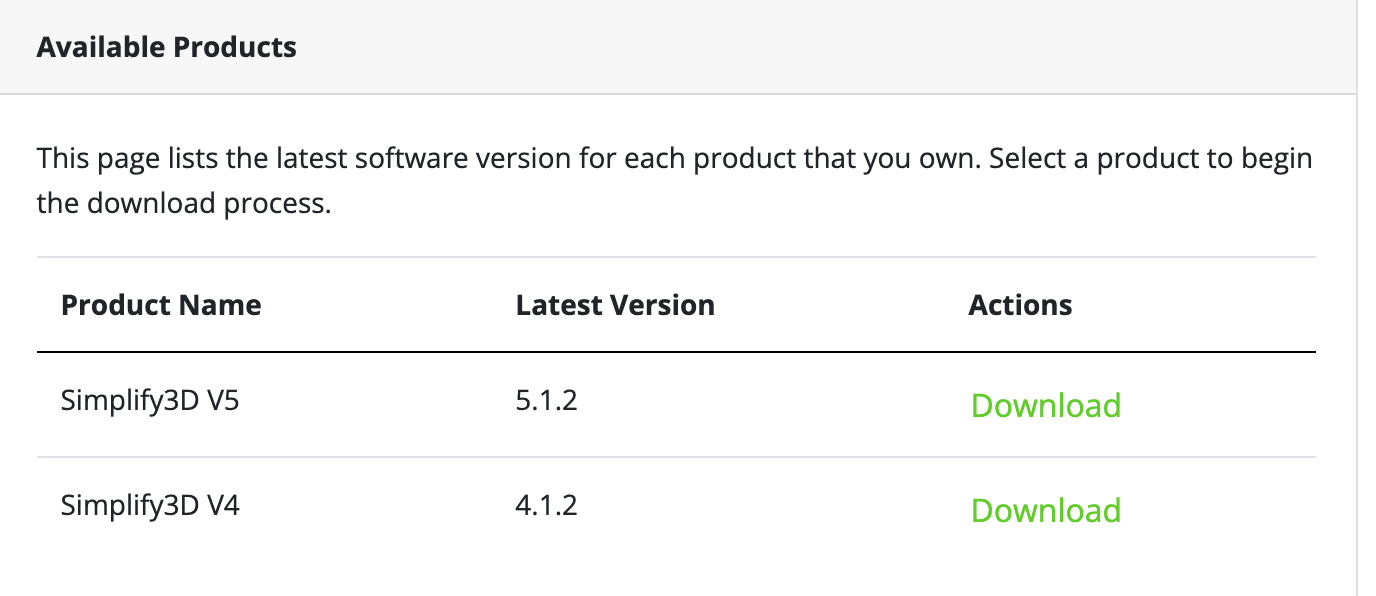 Available Products
This page lists the latest software version for each product that you own. Select a product to begin
the download process.
Product Name Latest Version Actions
Simplify3D V5 5.1.2 Download
Simplify3D V4 4.1.2 Download